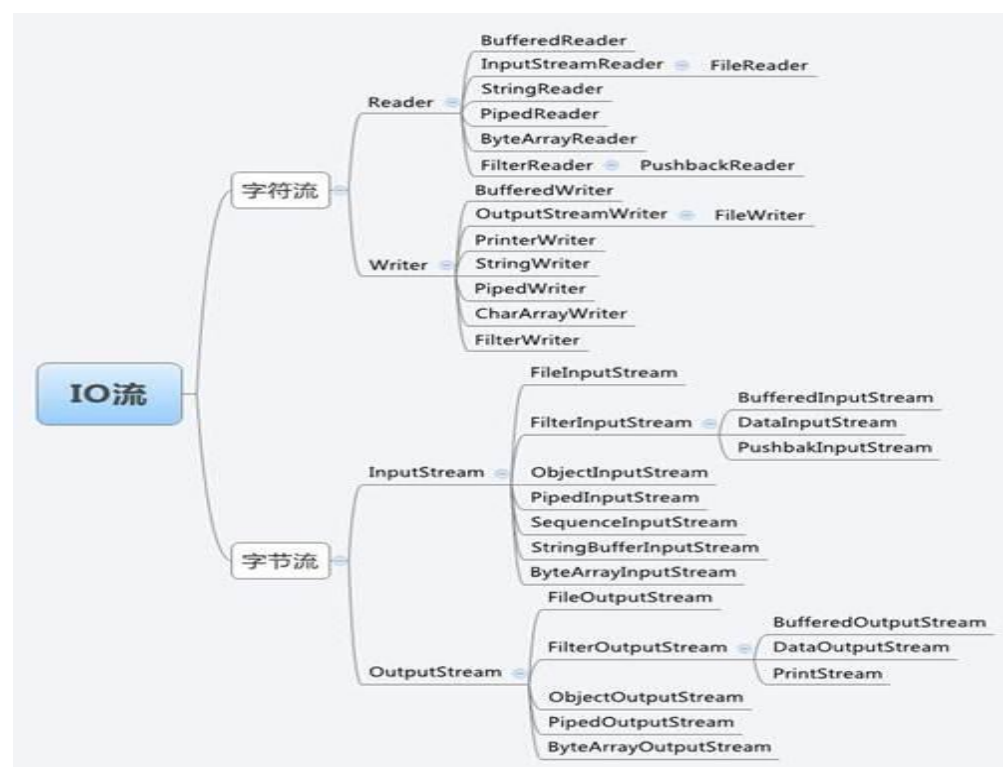 BufferedReader
InputStreamReader FileReader
StringReader
Reader
PipedReader
ByteArrayReader
FilterReader PushbackReader
字符流
BufferedWriter
OutputStreamWriter FileWriter
PrinterWriter
Writer
StringWriter
PipedWriter
CharArrayWriter
FilterWriter
IO流
FileInputStream
FilterInputStream
BufferedInputStream
DataInputStream
PushbakInputStream
InputStream
ObjectInputStream
PipedInputStream
SequenceInputStream
StringBufferInputStream
ByteArrayInputStream
字节流
FileOutputStream
FilterOutputStream
BufferedOutputStream
DataOutputStream
PrintStream
OutputStream
ObjectOutputStream
PipedOutputStream
ByteArrayOutputStream